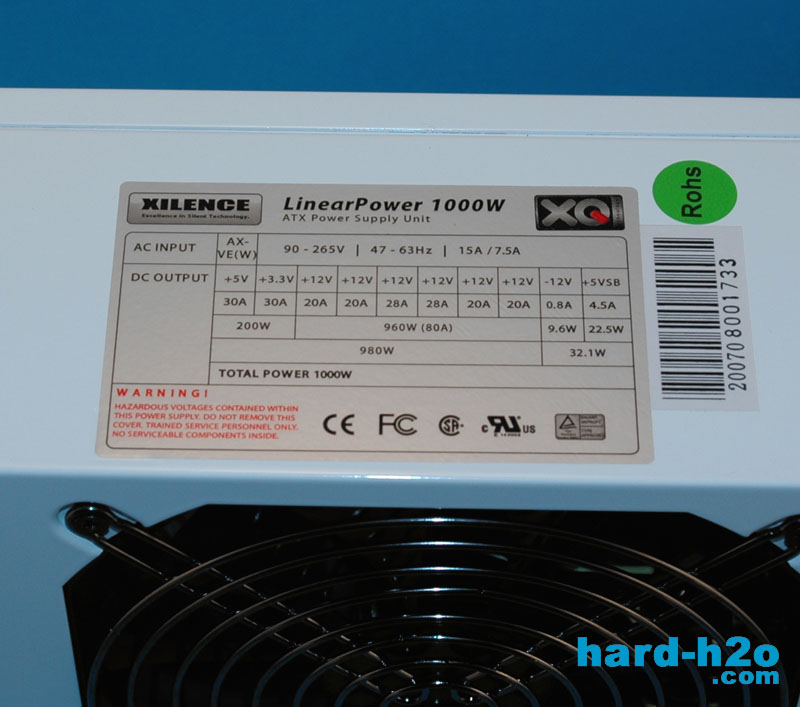 XILENCE
Excellence in Silent Technology.
LinearPower 1000W
ATX Power Supply Unit
XQ
Rohs
AC INPUT AX-VE(W) 90 - 265V | 47 - 63Hz | 15A / 7.5A
DC OUTPUT +5V +3.3V +12V +12V +12V +12V +12V +12V -12V +5VSB
30A 30A 20A 20A 28A 28A 20A 20A 0.8A 4.5A
200W 960W (80A) 9.6W 22.5W
980W 32.1W
TOTAL POWER 1000W
WARNING!
HAZARDOUS VOLTAGES CONTAINED WITHIN
THIS POWER SUPPLY. DO NOT REMOVE THIS
COVER. TRAINED SERVICE PERSONNEL ONLY.
NO SERVICEABLE COMPONENTS INSIDE.
CE FC SA c RU US
200708001733
hard-h2o
.com